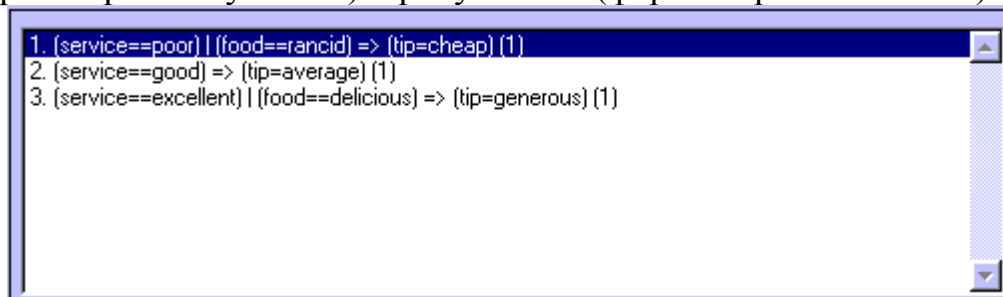 1. (service==poor) | (food==rancid) => (tip=cheap) (1)
2. (service==good) => (tip=average) (1)
3. (service==excellent) | (food==delicious) => (tip=generous) (1)